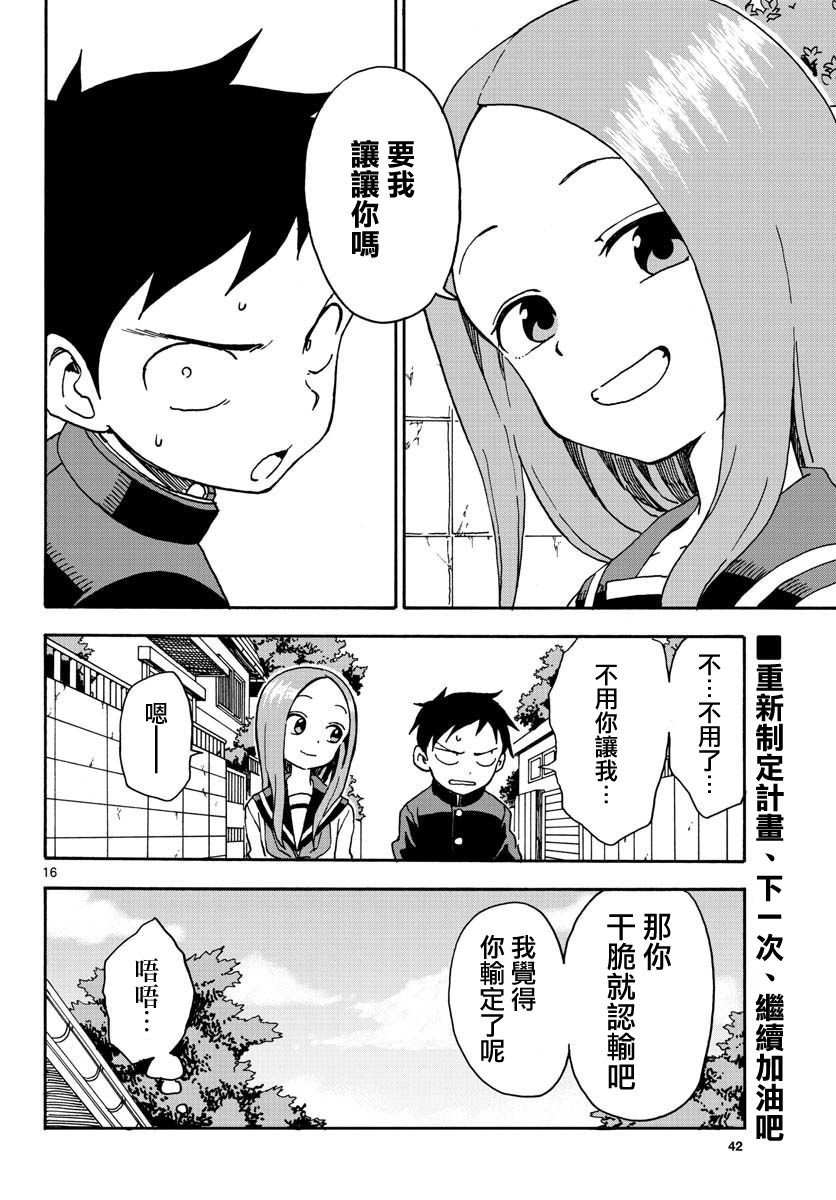 要我
讓讓你嗎
不…不用了…
不用你讓我…
嗯——
16
那你
干脆就認輸吧
我覺得
你輸定了呢
唔唔…
■重新制定計畫、下一次、繼續加油吧
42